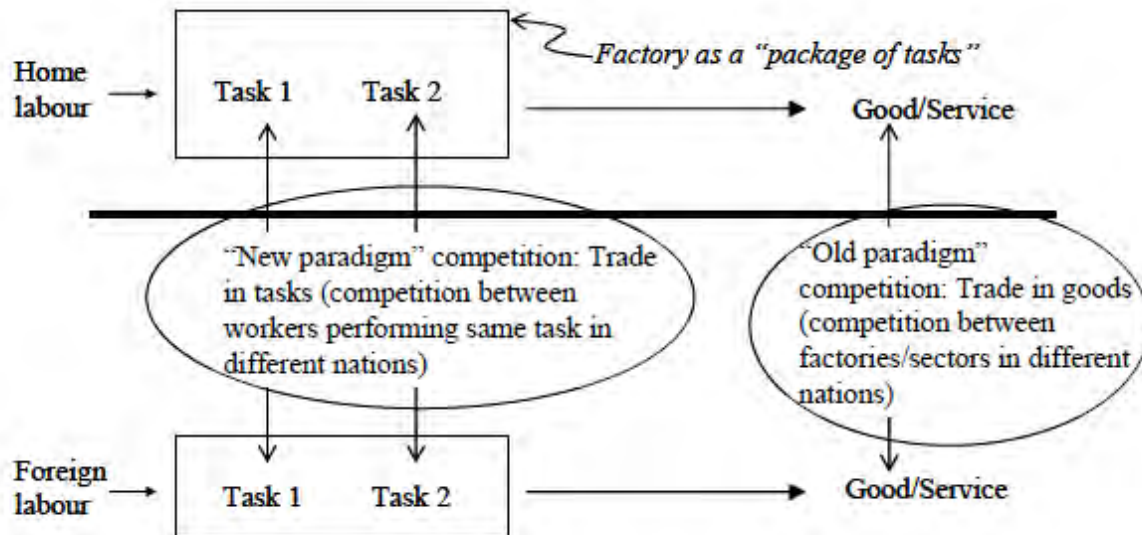 Factory as a “package of tasks”
Home
labour
Task 1 Task 2
Good/Service
“New paradigm” competition: Trade
in tasks (competition between
workers performing same task in
different nations)
“Old paradigm”
competition: Trade in goods
(competition between
factories/sectors in different
nations)
Foreign
labour
Task 1 Task 2
Good/Service